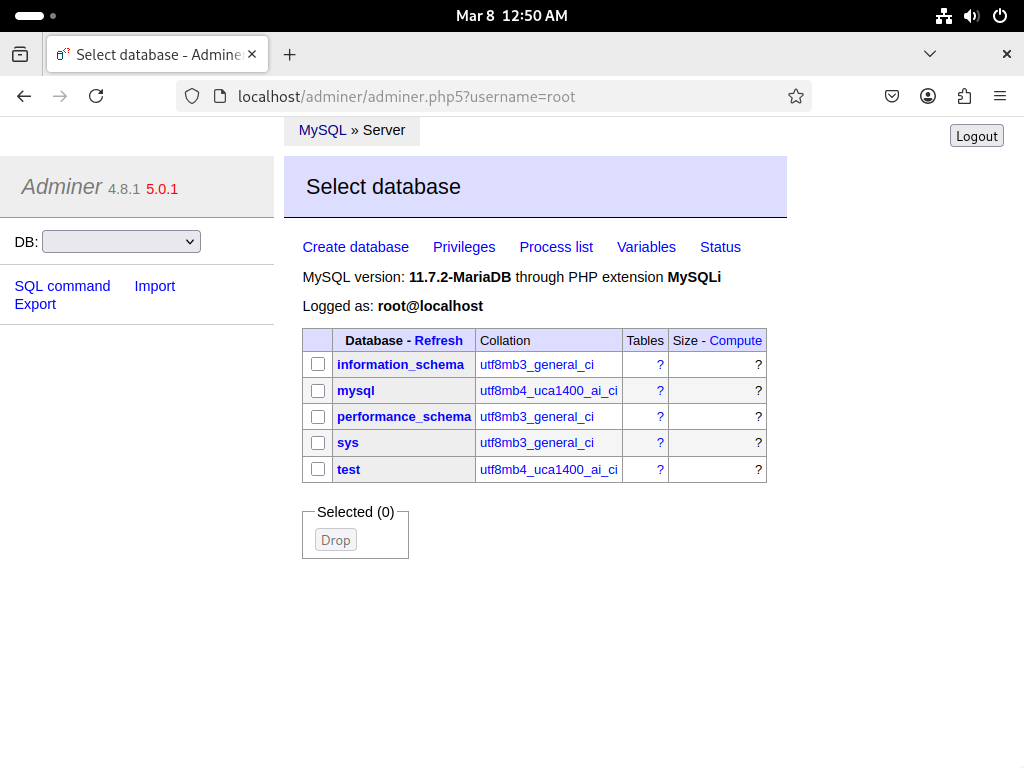 Mar 8 12:50 AM
Select database - Admine
localhost/adminer/adminer.php5?username=root
MySQL » Server
Logout
Adminer 4.8.1 5.0.1
Select database
DB:
SQL command Import
Export
Create database Privileges Process list Variables Status
MySQL version: 11.7.2-MariaDB through PHP extension MySQLi
Logged as: root@localhost
Database - Refresh Collation Tables Size - Compute
information_schema utf8mb3_general_ci ? ?
mysql utf8mb4_uca1400_ai_ci ? ?
performance_schema utf8mb3_general_ci ? ?
sys utf8mb3_general_ci ? ?
test utf8mb4_uca1400_ai_ci ? ?
Selected (0)
Drop